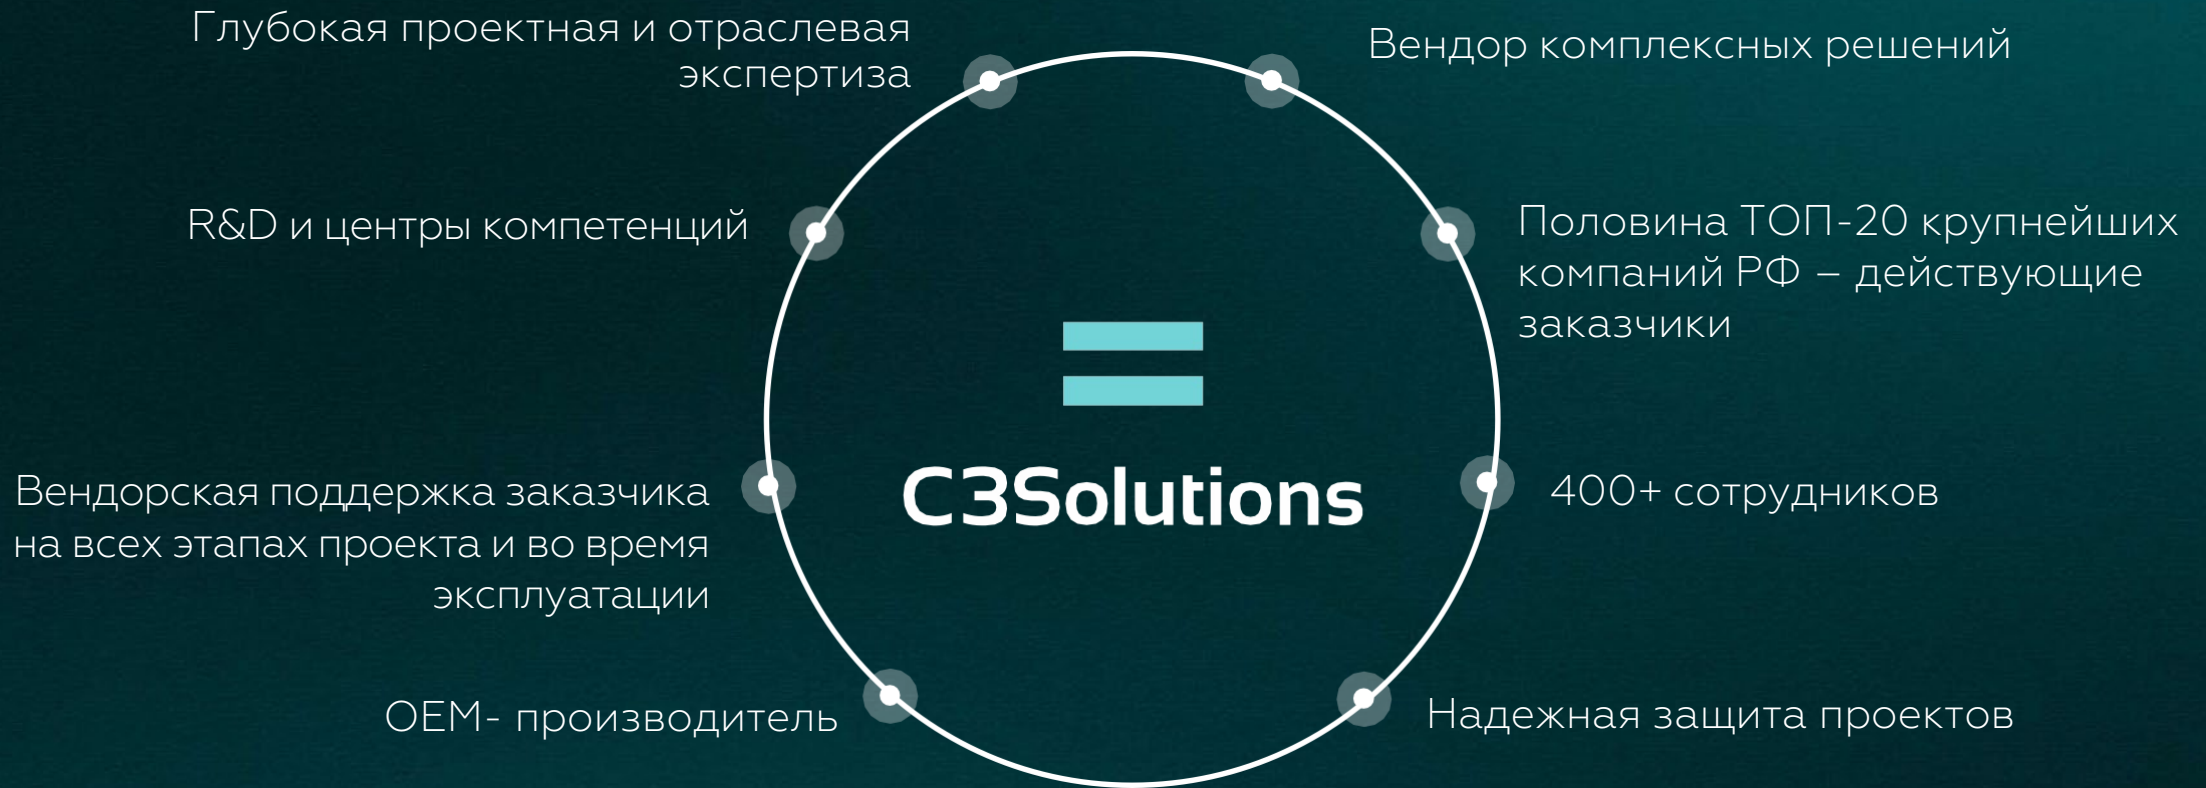 Глубокая проектная и отраслевая
экспертиза
Вендор комплексных решений
R&D и центры компетенций
Половина ТОП-20 крупнейших
компаний РФ – действующие
заказчики
C3Solutions
Вендорская поддержка заказчика
на всех этапах проекта и во время
эксплуатации
400+ сотрудников
OEM- производитель
Надежная защита проектов